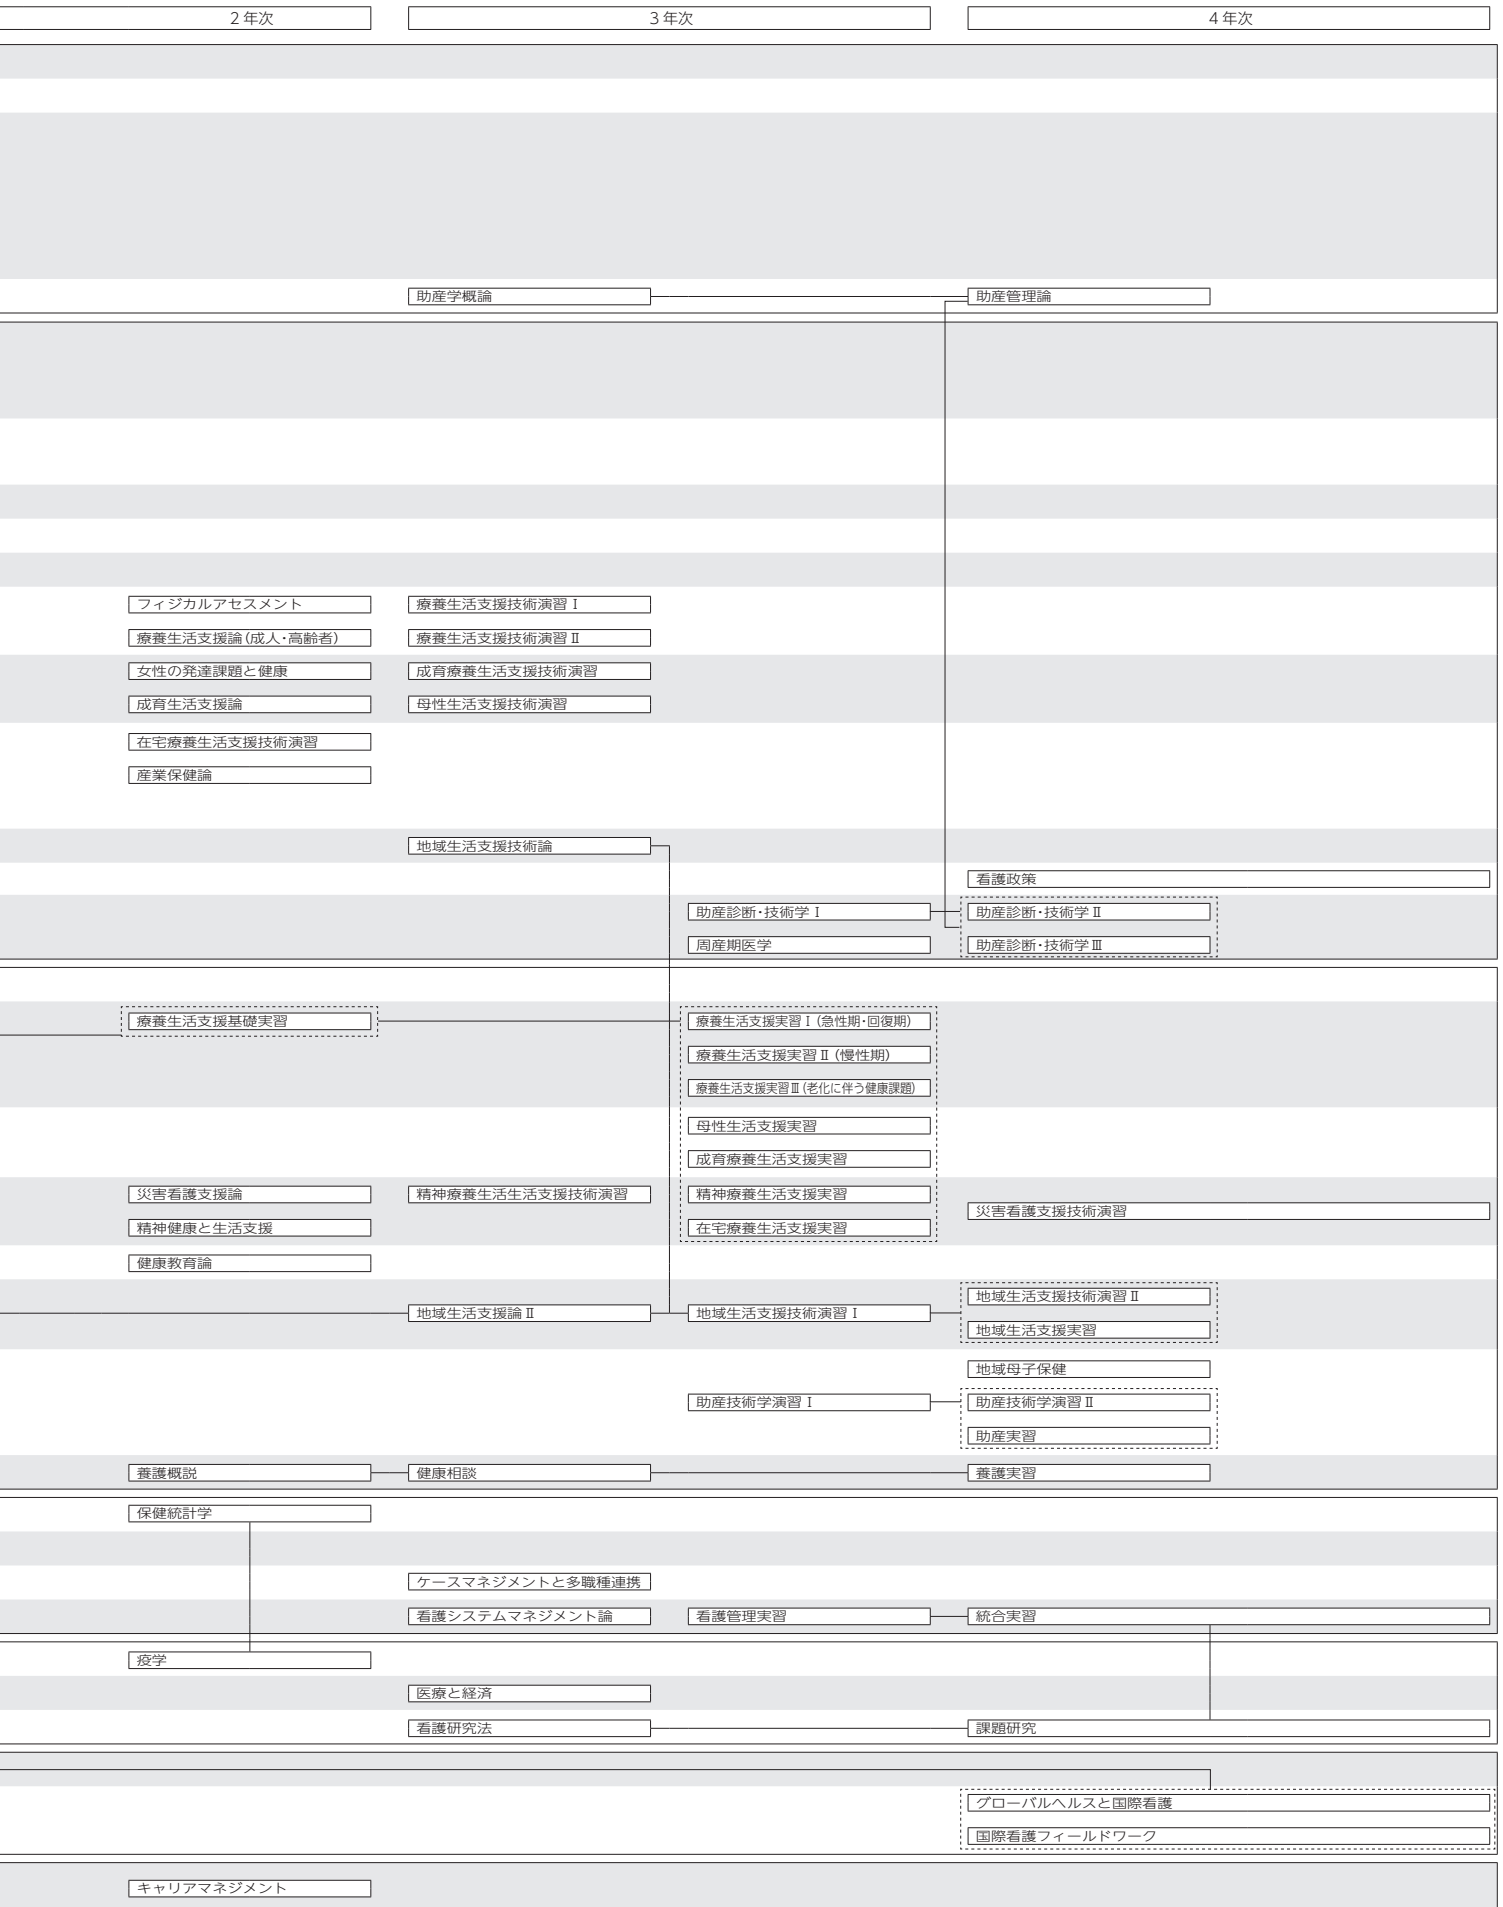 2年次
3年次
4年次
助産学概論
助産管理論
フィジカルアセスメント
療養生活支援技術演習Ⅰ
療養生活支援論(成人・高齢者)
療養生活支援技術演習Ⅱ
女性の発達課題と健康
成育療養生活支援技術演習
成育生活支援論
母性生活支援技術演習
在宅療養生活支援技術演習
産業保健論
地域生活支援技術論
看護政策
助産診断・技術学Ⅰ
助産診断・技術学Ⅱ
周産期医学
助産診断・技術学Ⅲ
療養生活支援基礎実習
療養生活支援実習Ⅰ(急性期・回復期)
療養生活支援実習Ⅱ(慢性期)
療養生活支援実習Ⅲ(老化に伴う健康課題)
母性生活支援実習
成育療養生活支援実習
災害看護支援論
精神療養生活生活支援技術演習
精神療養生活支援実習
災害看護支援技術演習
精神健康と生活支援
在宅療養生活支援実習
健康教育論
地域生活支援技術演習Ⅱ
地域生活支援論Ⅱ
地域生活支援技術演習Ⅰ
地域生活支援実習
地域母子保健
助産技術学演習Ⅰ
助産技術学演習Ⅱ
助産実習
養護概説
健康相談
養護実習
保健統計学
ケースマネジメントと多職種連携
看護システムマネジメント論
看護管理実習
統合実習
疫学
医療と経済
看護研究法
課題研究
グローバルヘルスと国際看護
国際看護フィールドワーク
キャリアマネジメント